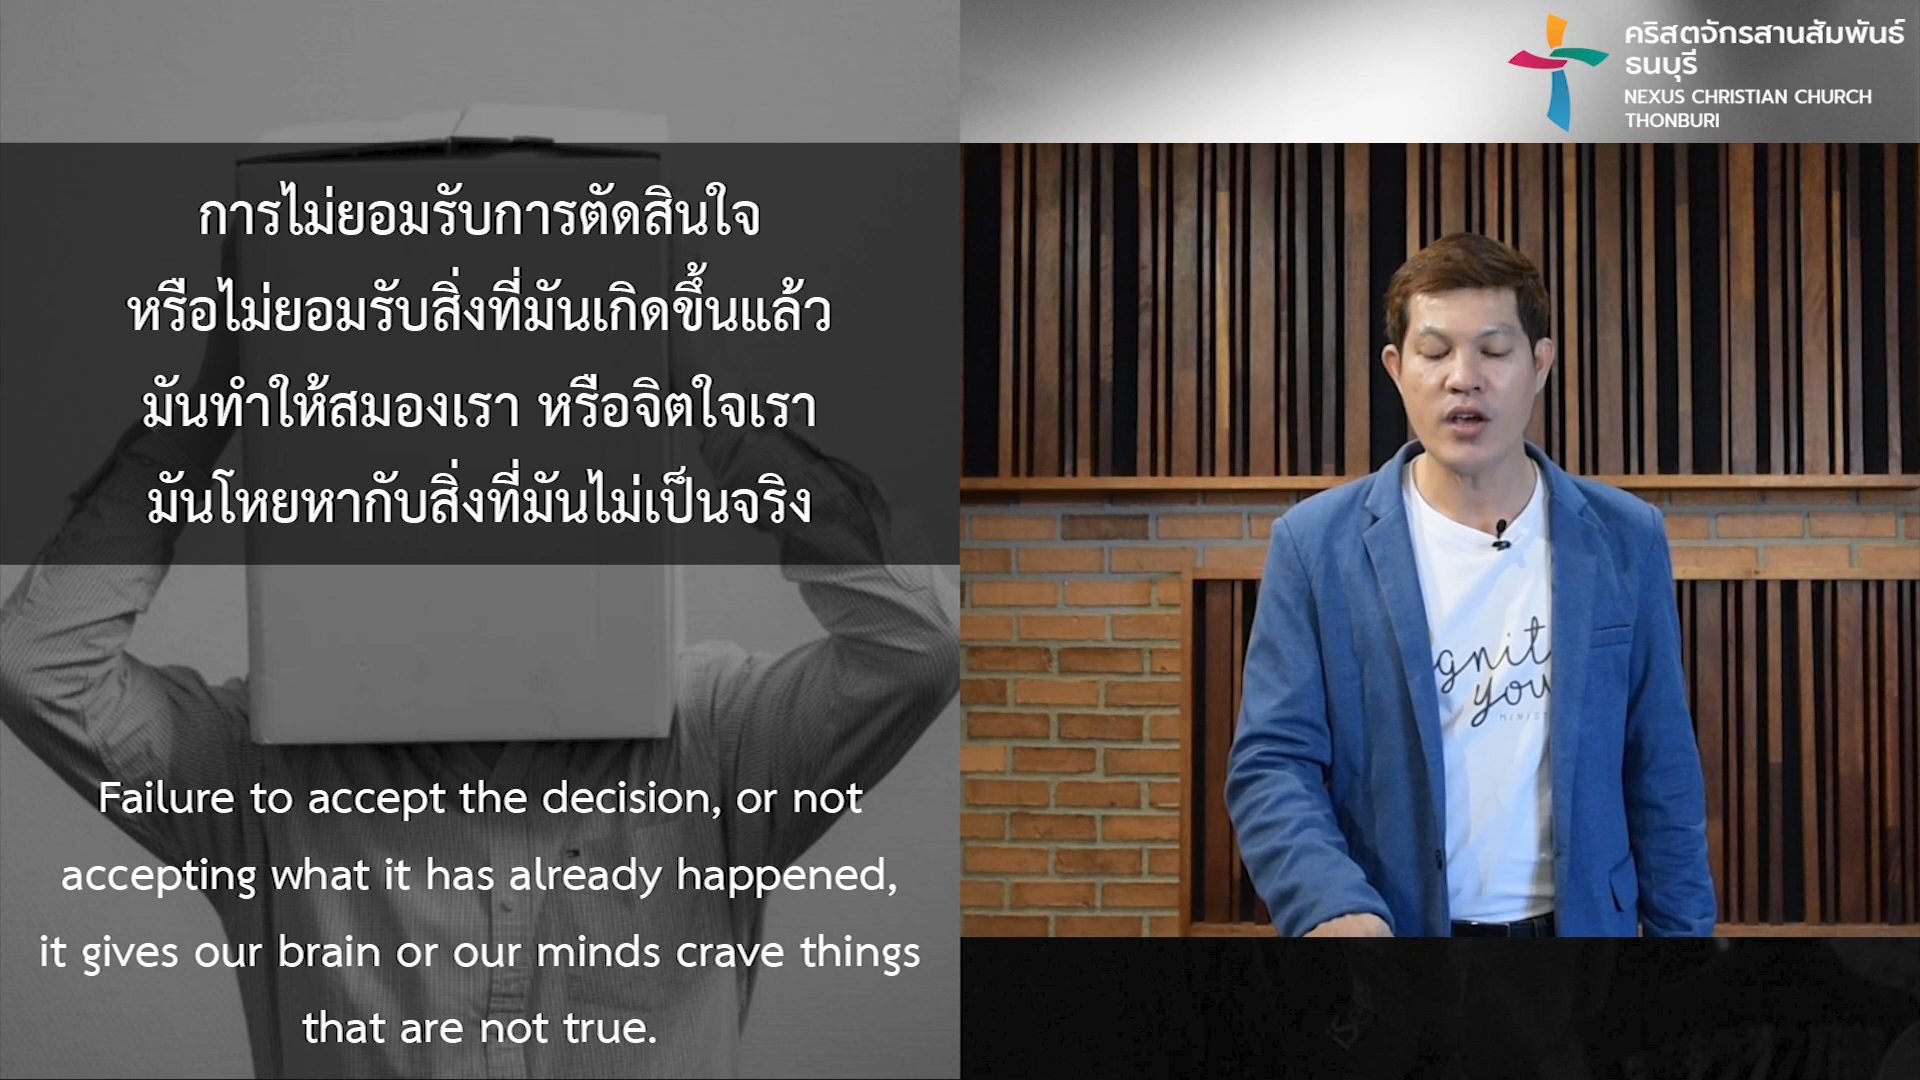 คริสตจักรสานสัมพันธ์
ธนบุรี
NEXUS CHRISTIAN CHURCH
THONBURI
การไม่ยอมรับการตัดสินใจ
หรือไม่ยอมรับสิ่งที่มันเกิดขึ้นแล้ว
มันทำให้สมองเรา หรือจิตใจเรา
มันโหยหากับสิ่งที่มันไม่เป็นจริง
Failure to accept the decision, or not
accepting what it has already happened,
it gives our brain or our minds crave things
that are not true.
gnit
you
MINIST